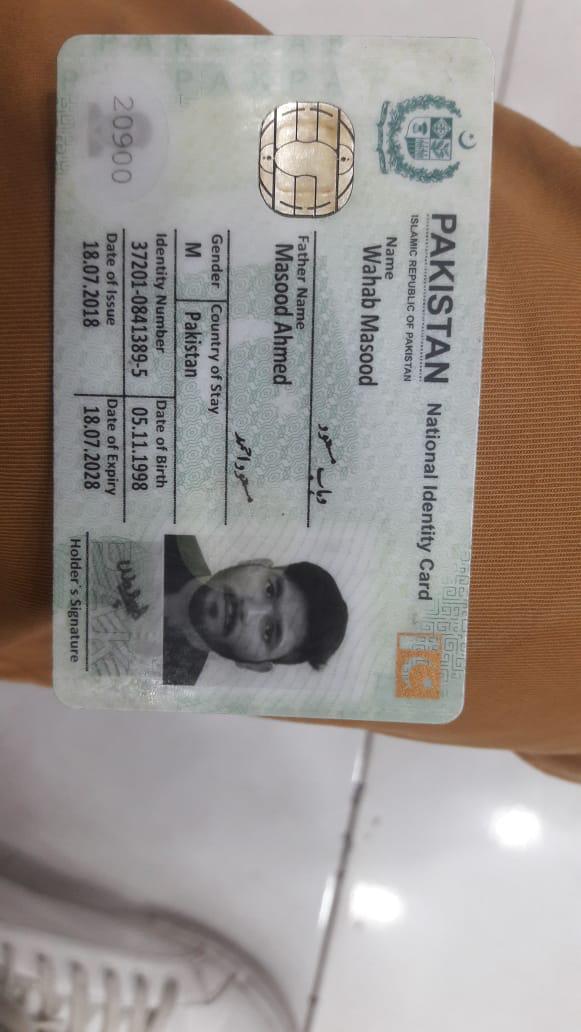 PAKISTAN National Identity Card
ISLAMIC REPUBLIC OF PAKISTAN
Name
Wahab Masood
وہاب مسعود
Father Name
Masood Ahmed
مسعود احمد
Gender Country of Stay
M Pakistan
Identity Number Date of Birth
37201-0841389-5 05.11.1998
Date of Issue Date of Expiry
18.07.2018 18.07.2028
20900
Wahab
Holder's Signature